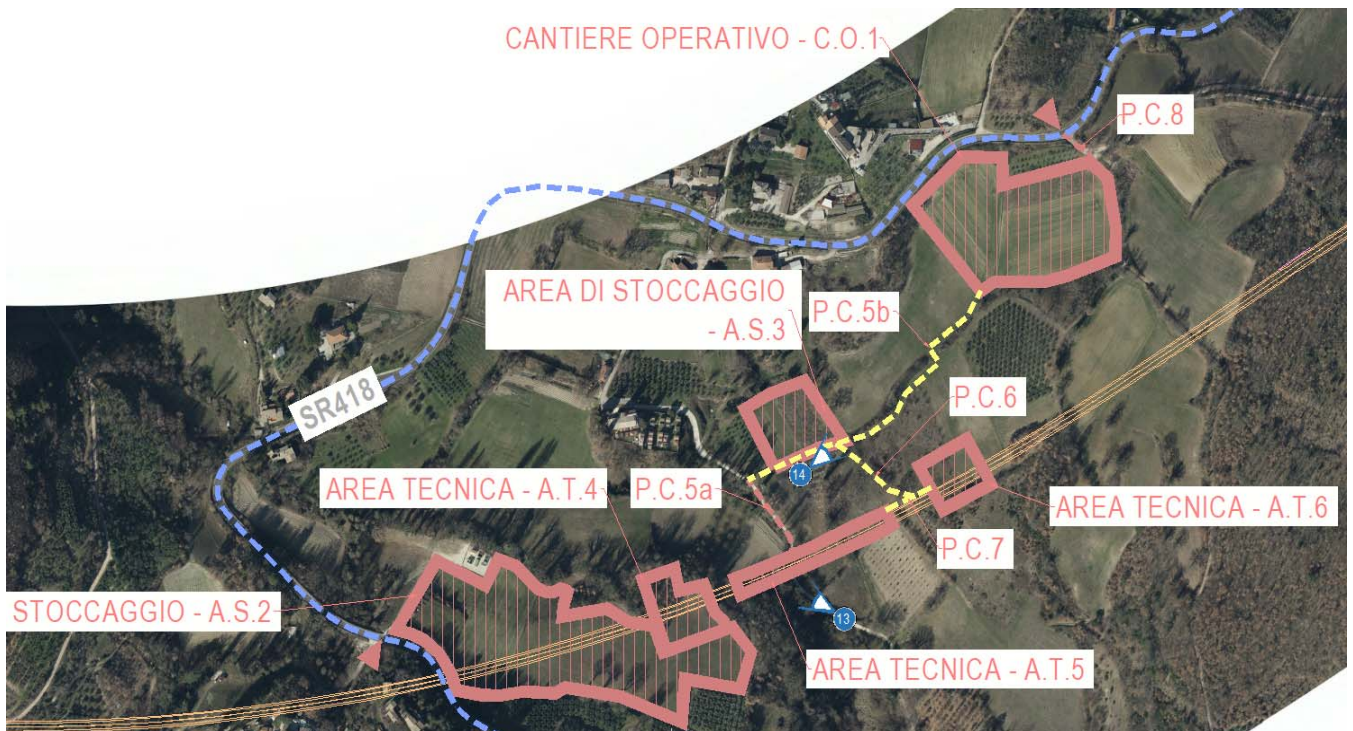 CANTIERE OPERATIVO - C.O.1
P.C.8
AREA DI STOCCAGGIO
- A.S.3
P.C.5b
SR418
P.C.6
AREA TECNICA - A.T.4
P.C.5a
14
AREA TECNICA - A.T.6
P.C.7
STOCCAGGIO - A.S.2
13
AREA TECNICA - A.T.5